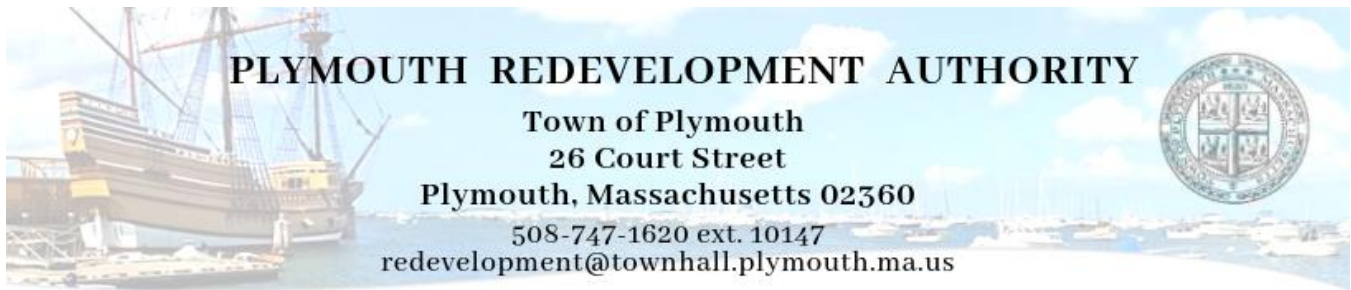 PLYMOUTH REDEVELOPMENT AUTHORITY
Town of Plymouth
26 Court Street
Plymouth, Massachusetts 02360
508-747-1620 ext. 10147
redevelopment@townhall.plymouth.ma.us